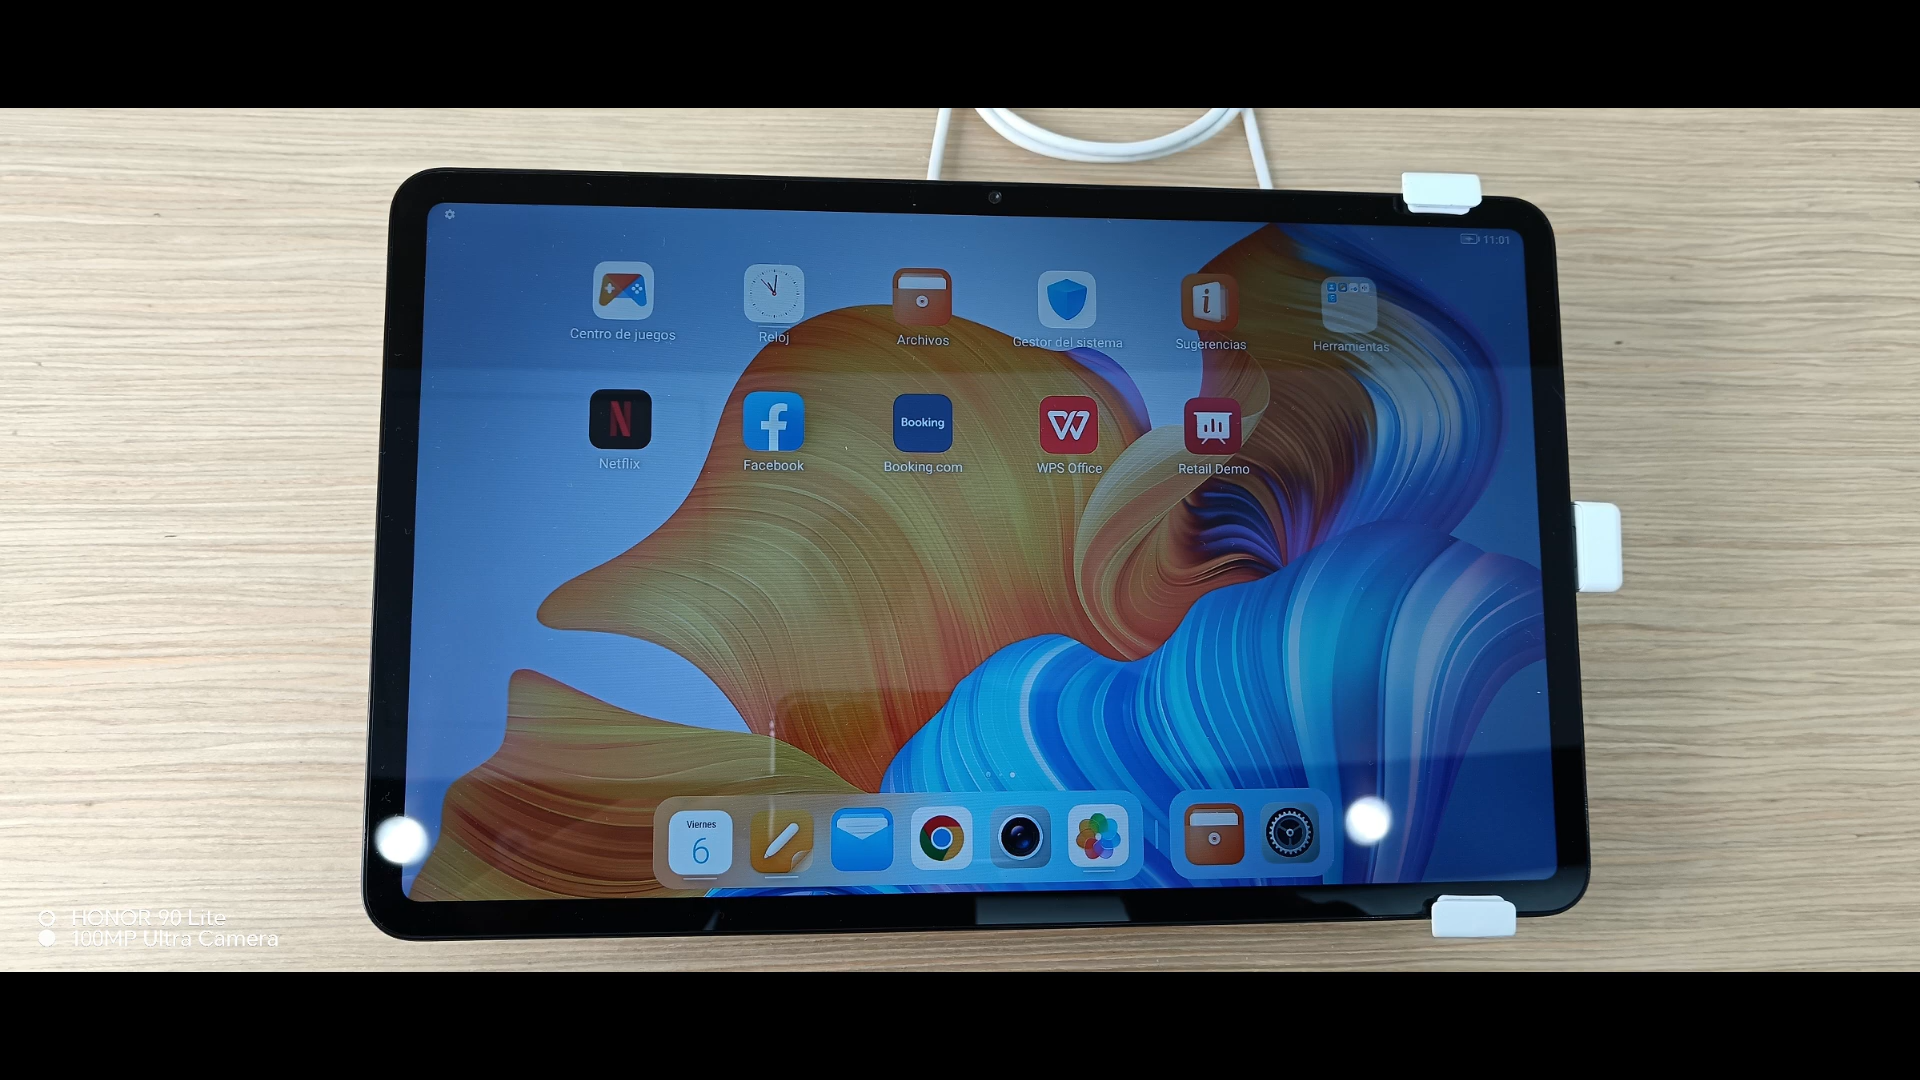 11:01
Centro de juegos
Reloj
Archivos
Gestor del sistema
Sugerencias
Herramientas
N
f
Booking
W
Netflix
Facebook
Booking.com
WPS Office
Retail Demo
Viernes
6
HONOR 90 Lite
100MP Ultra Camera